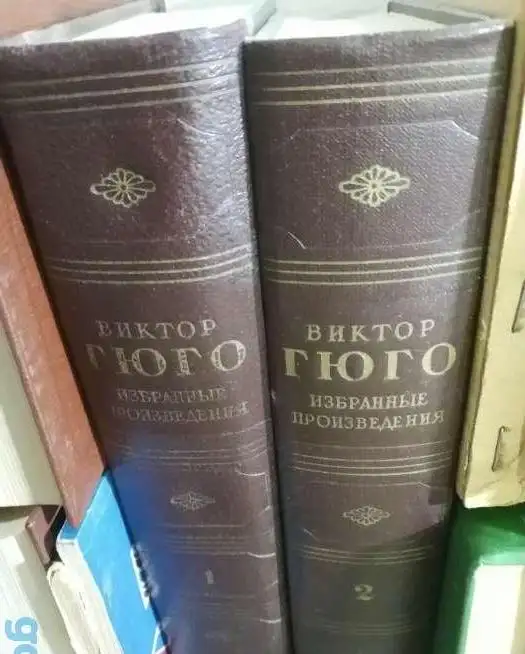 ВИКТОР
ГЮГО
ИЗБРАННЫЕ
ПРОИЗВЕДЕНИЯ
1
ВИКТОР
ГЮГО
ИЗБРАННЫЕ
ПРОИЗВЕДЕНИЯ
2